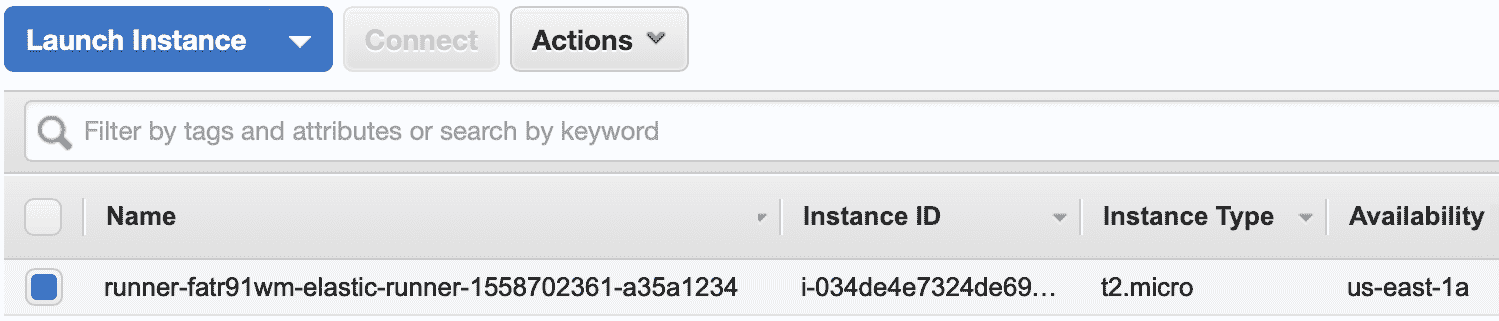 Launch Instance Connect Actions
Filter by tags and attributes or search by keyword
Name Instance ID Instance Type Availability
runner-fatr91wm-elastic-runner-1558702361-a35a1234 i-034de4e7324de69... t2.micro us-east-1a